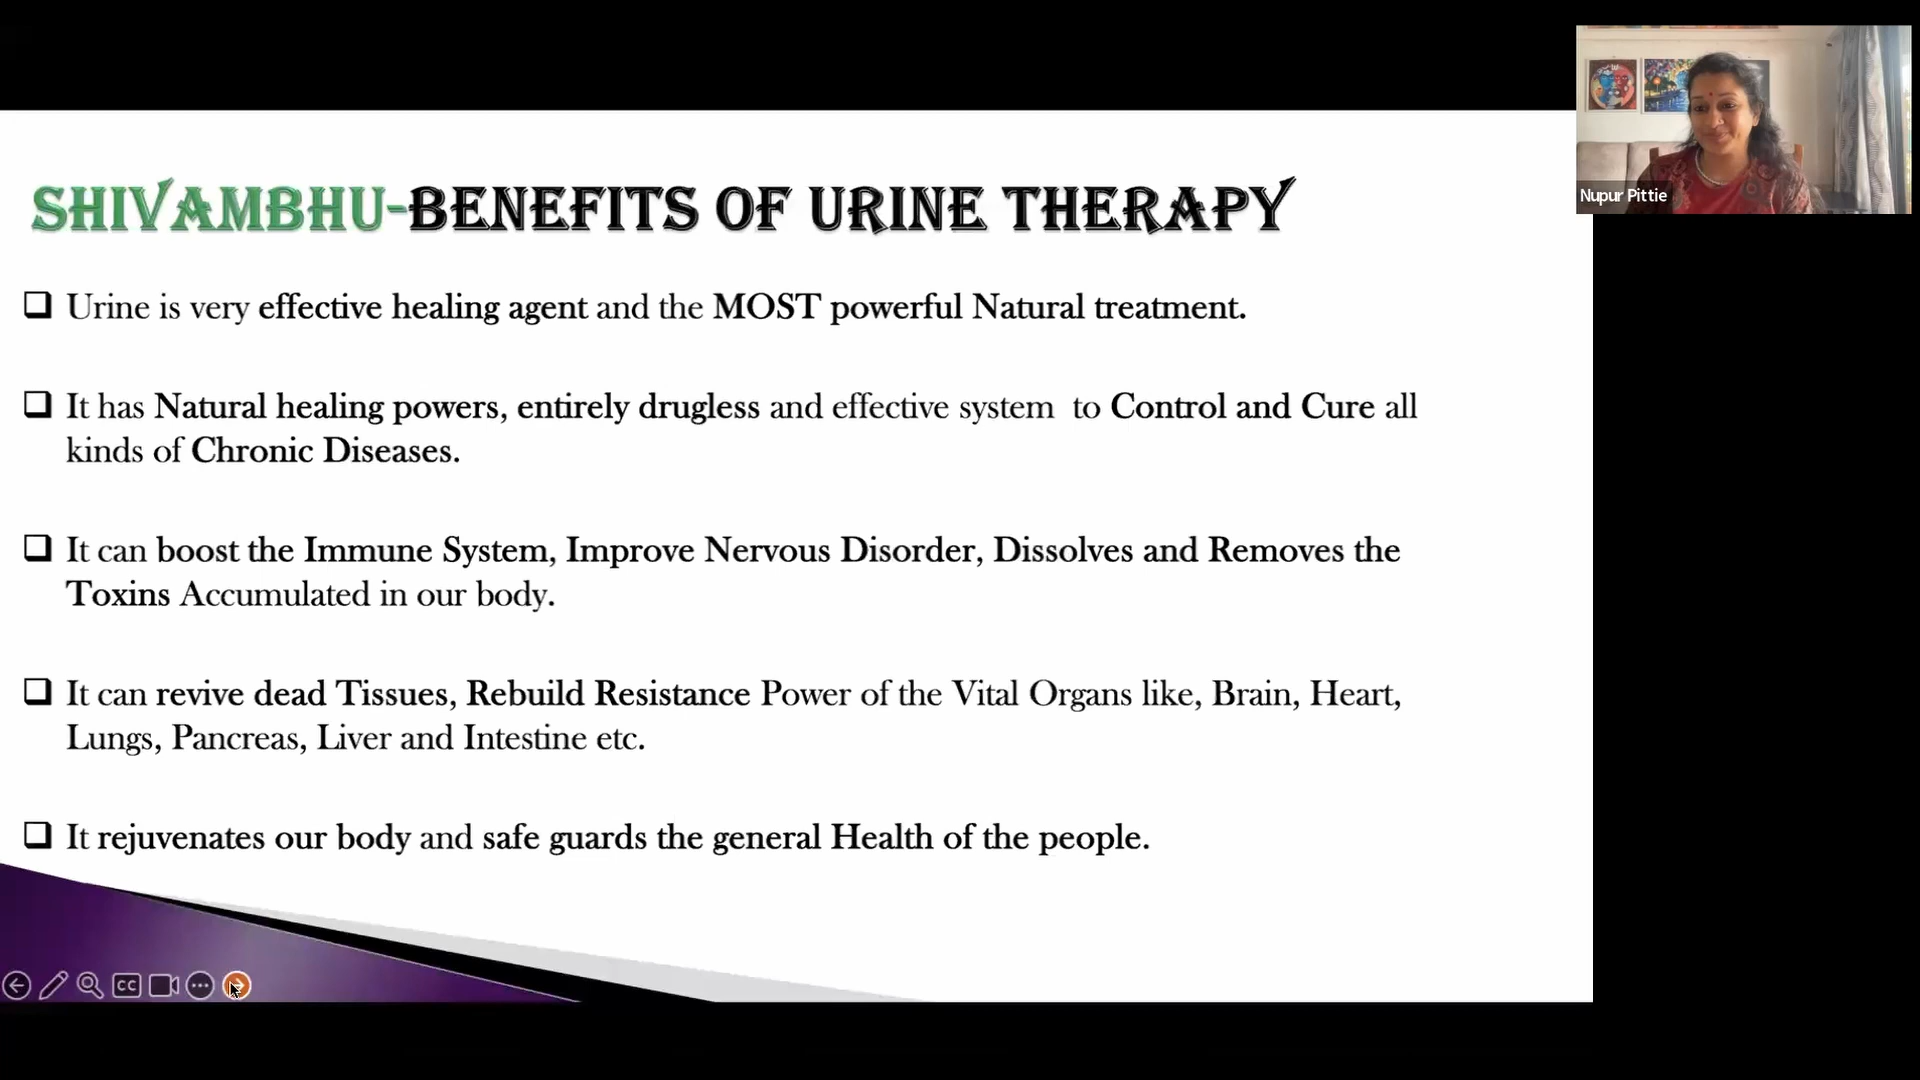 SHIVAMBHU-BENEFITS OF URINE THERAPY
Nupur Pittie
Urine is very effective healing agent and the MOST powerful Natural treatment.
It has Natural healing powers, entirely drugless and effective system to Control and Cure all
kinds of Chronic Diseases.
It can boost the Immune System, Improve Nervous Disorder, Dissolves and Removes the
Toxins Accumulated in our body.
It can revive dead Tissues, Rebuild Resistance Power of the Vital Organs like, Brain, Heart,
Lungs, Pancreas, Liver and Intestine etc.
It rejuvenates our body and safe guards the general Health of the people.
CC